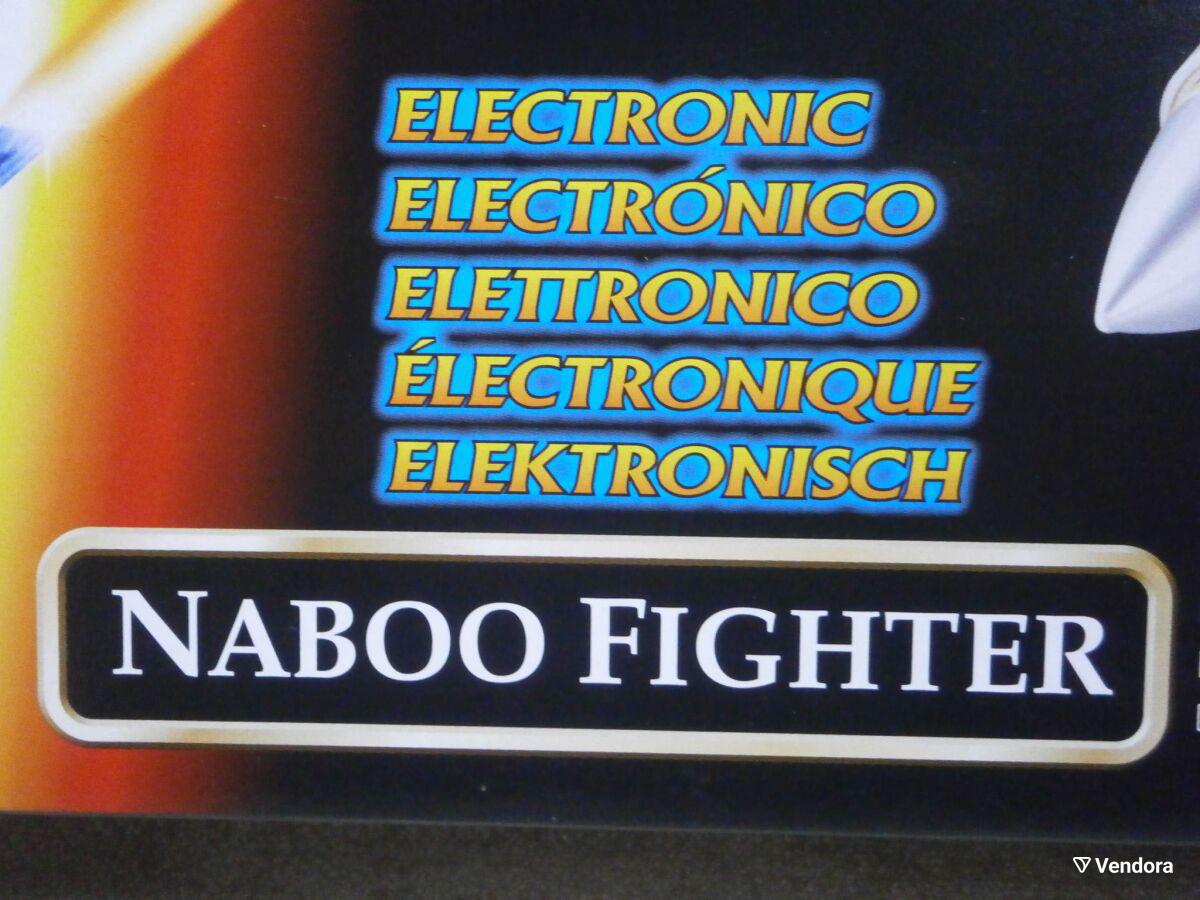 ELECTRONIC
ELECTRÓNICO
ELETTRONICO
ÉLECTRONIQUE
ELEKTRONISCH
NABOO FIGHTER
Vendora